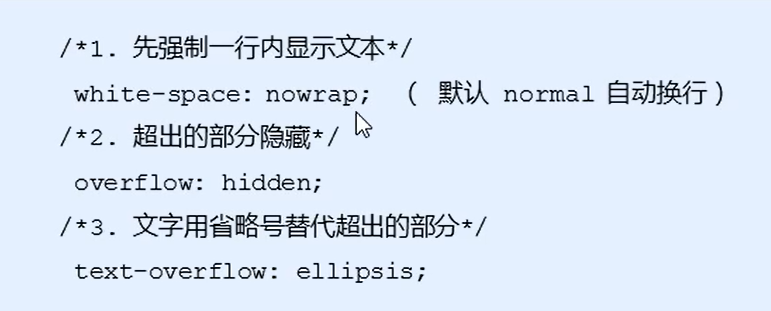 /*1. 先强制一行内显示文本*/
white-space: nowrap; ( 默认 normal 自动换行)
/*2. 超出的部分隐藏*/
overflow: hidden;
/*3. 文字用省略号替代超出的部分*/
text-overflow: ellipsis;